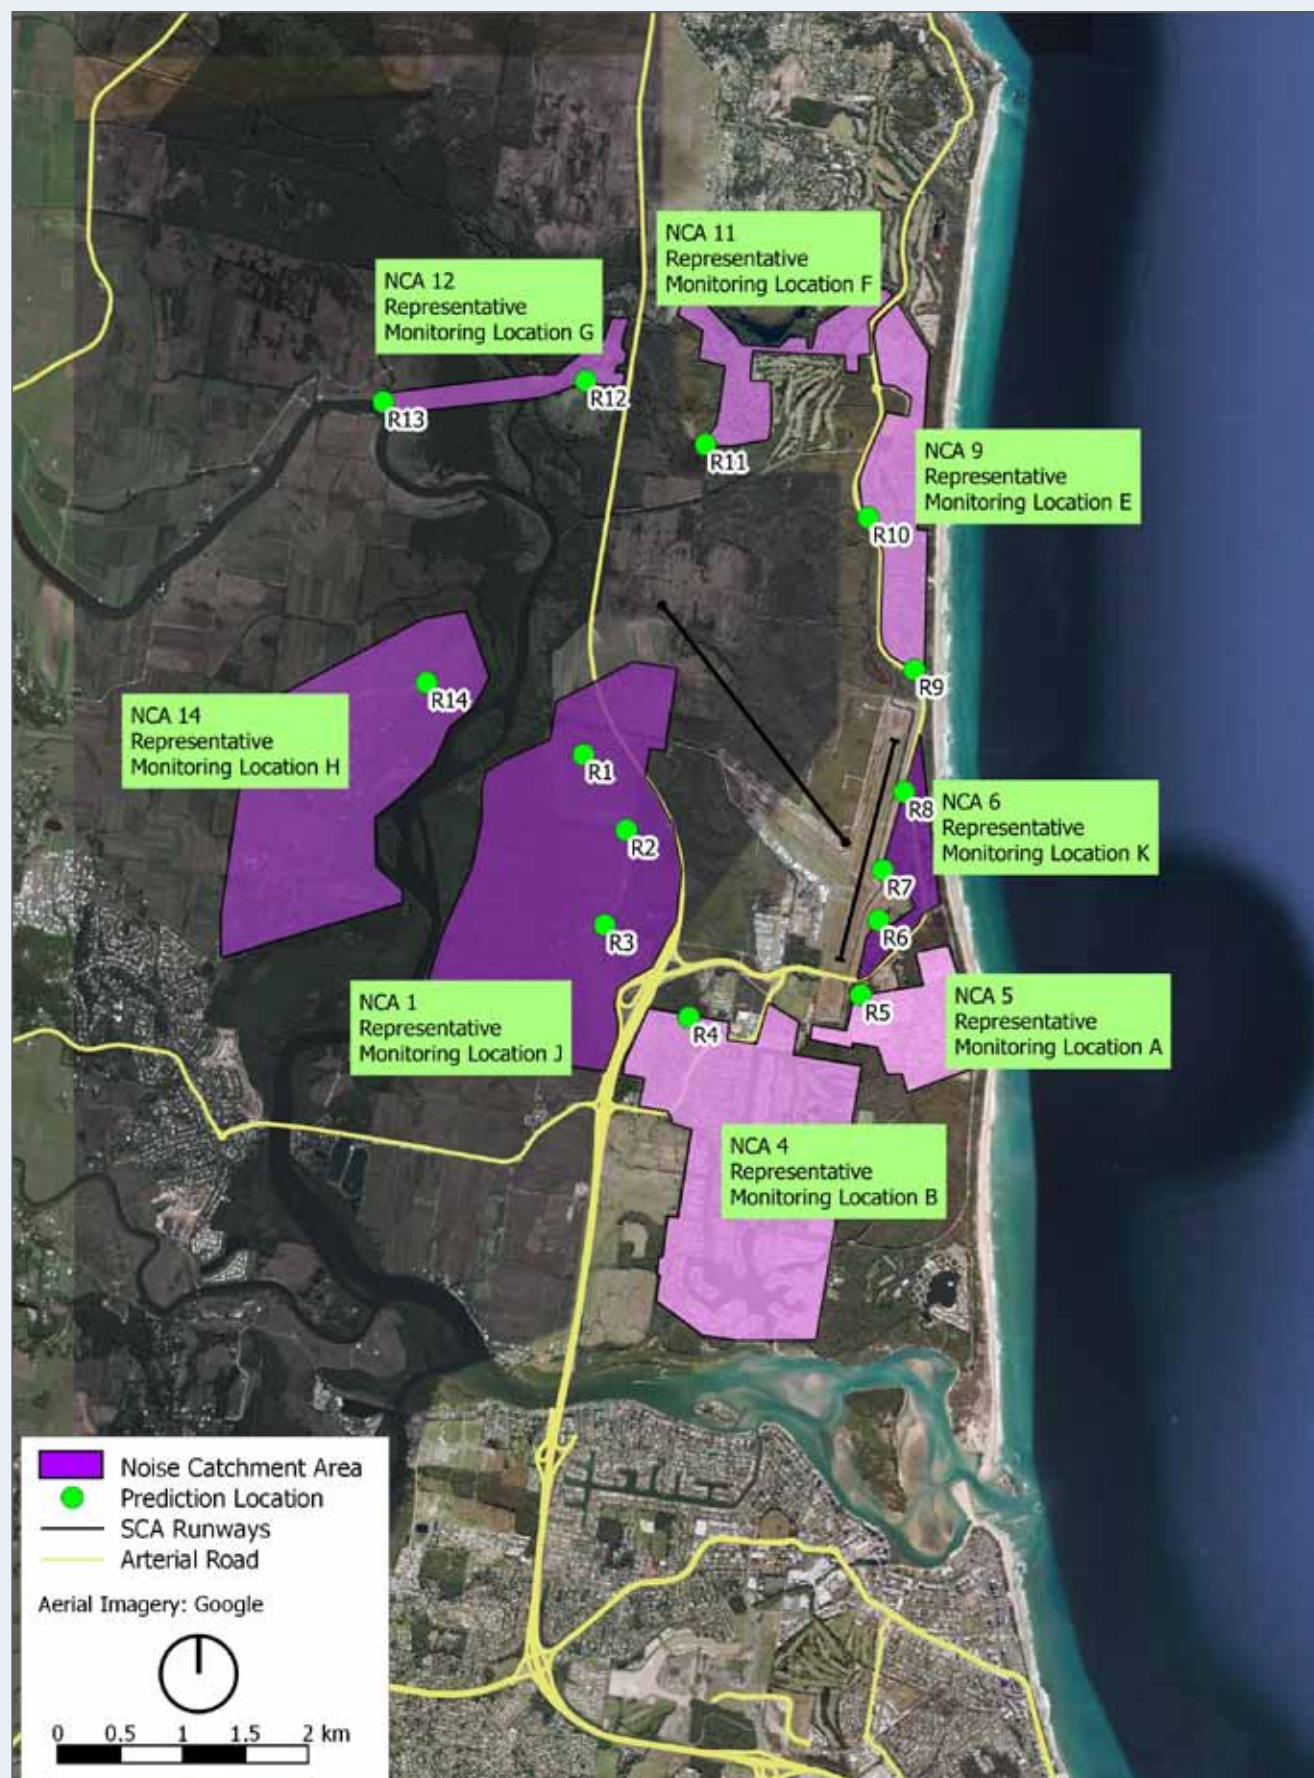 NCA 11
Representative
Monitoring Location F
NCA 12
Representative
Monitoring Location G
R12
R13
R11
NCA 9
Representative
Monitoring Location E
R10
R9
R14
NCA 14
Representative
Monitoring Location H
R1
R2
R3
R8
NCA 6
Representative
Monitoring Location K
R7
R6
NCA 1
Representative
Monitoring Location J
R4
R5
NCA 5
Representative
Monitoring Location A
NCA 4
Representative
Monitoring Location B
Noise Catchment Area
Prediction Location
SCA Runways
Arterial Road
Aerial Imagery: Google
0 0.5 1 1.5 2 km